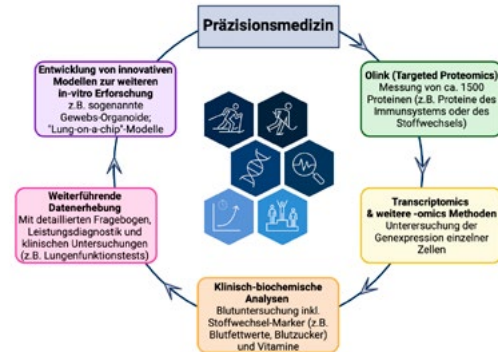 Präzisionsmedizin
Olink (Targeted Proteomics)
Messung von ca. 1500
Proteinen (z.B. Proteine des
Immunsystems oder des
Stoffwechsels)
Transcriptomics
& weitere -omics Methoden
Unterersuchung der
Genexpression einzelner
Zellen
Klinisch-biochemische
Analysen
Blutuntersuchung inkl.
Stoffwechsel-Marker (z.B.
Blutfettwerte, Blutzucker)
und Vitamine
Weiterführende
Datenerhebung
Mit detaillierten Fragebogen,
Leistungsdiagnostik und
klinischen Untersuchungen
(z.B. Lungenfunktionstests)
Entwicklung von innovativen
Modellen zur weiteren
in-vitro Erforschung
z.B. sogenannte
Gewebs-Organoide;
"Lung-on-a-chip"-Modelle